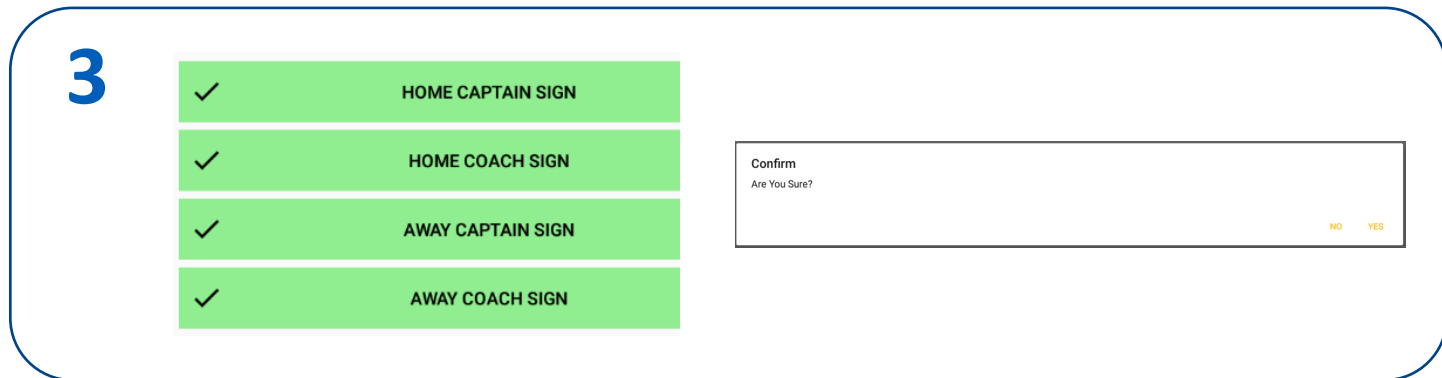 3
HOME CAPTAIN SIGN
HOME COACH SIGN
AWAY CAPTAIN SIGN
AWAY COACH SIGN
Confirm
Are You Sure?
NO YES